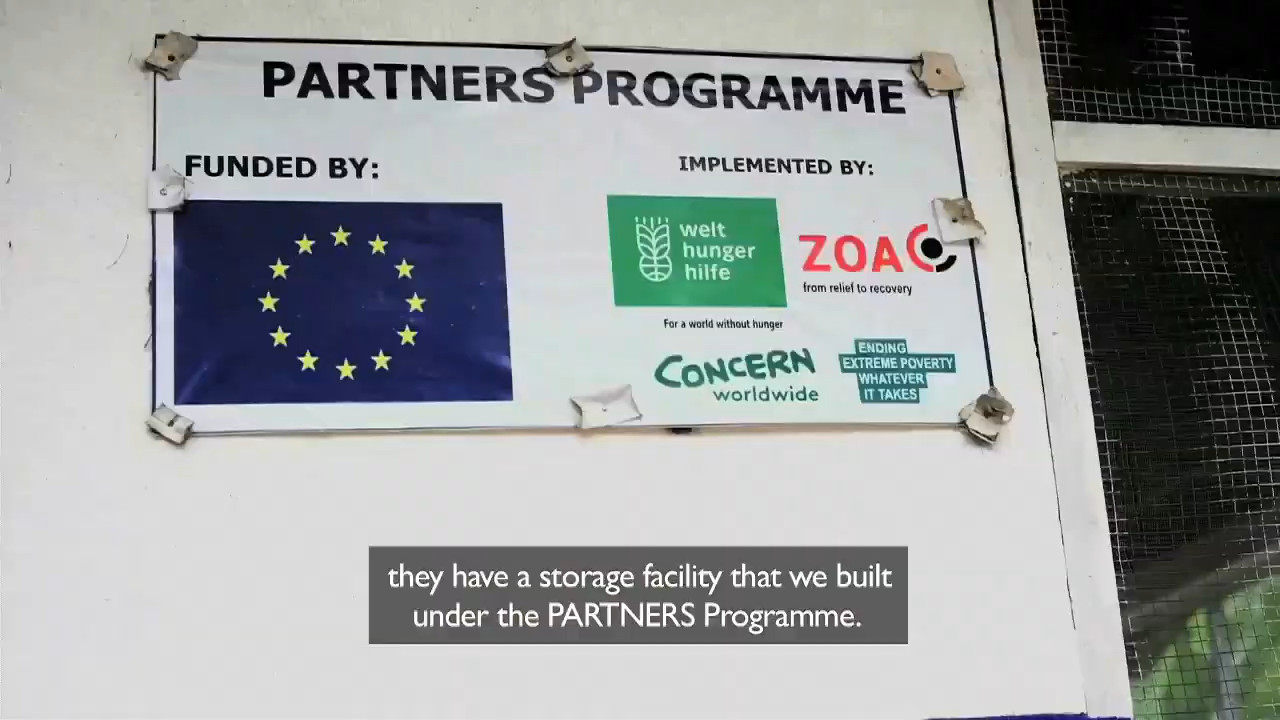 PARTNERS PROGRAMME
FUNDED BY:
IMPLEMENTED BY:
welt
hunger
hilfe
For a world without hunger
ZOA
from relief to recovery
CONCERN
worldwide
ENDING
EXTREME POVERTY
WHATEVER
IT TAKES
they have a storage facility that we built
under the PARTNERS Programme.